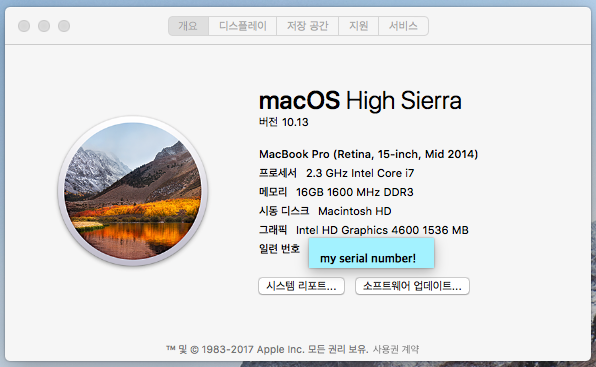 개요 디스플레이 저장 공간 지원 서비스
macOS High Sierra
버전 10.13
MacBook Pro (Retina, 15-inch, Mid 2014)
프로세서 2.3 GHz Intel Core i7
메모리 16GB 1600 MHz DDR3
시동 디스크 Macintosh HD
그래픽 Intel HD Graphics 4600 1536 MB
일련 번호 my serial number!
시스템 리포트... 소프트웨어 업데이트...
™ 및 © 1983-2017 Apple Inc. 모든 권리 보유. 사용권 계약